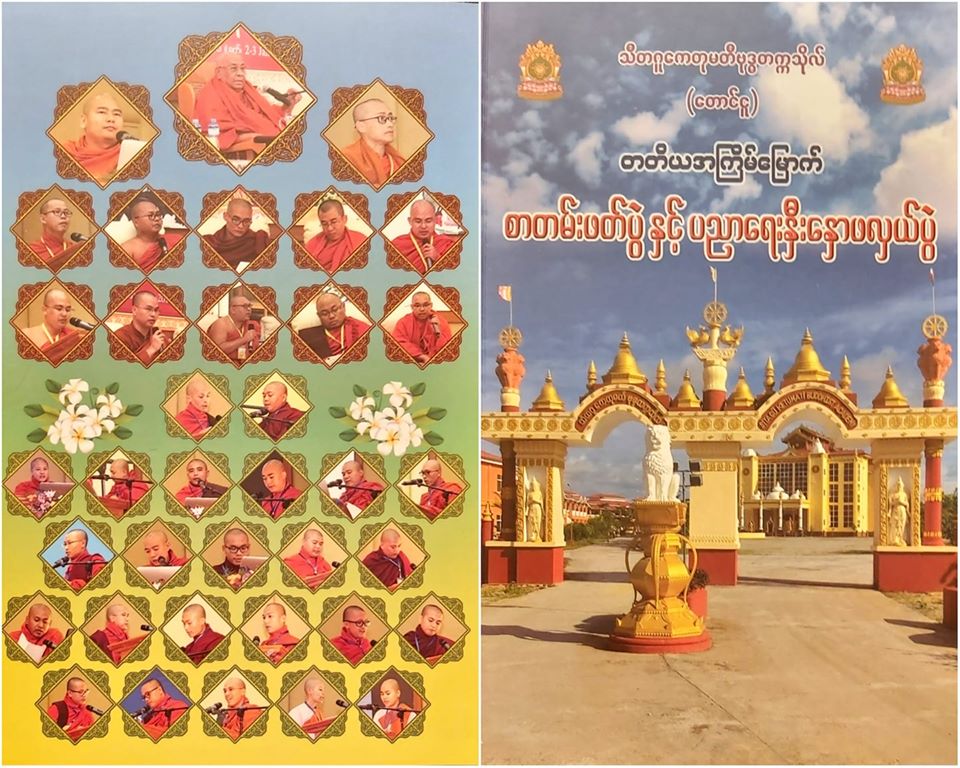 သီတဂူကေတုမတီဗုဒ္ဓတက္ကသိုလ်
(တောင်ငူ)
တတိယအကြိမ်မြောက်
စာတမ်းဖတ်ပွဲ နှင့် ပညာရေးနှီးနှောဖလှယ်ပွဲ